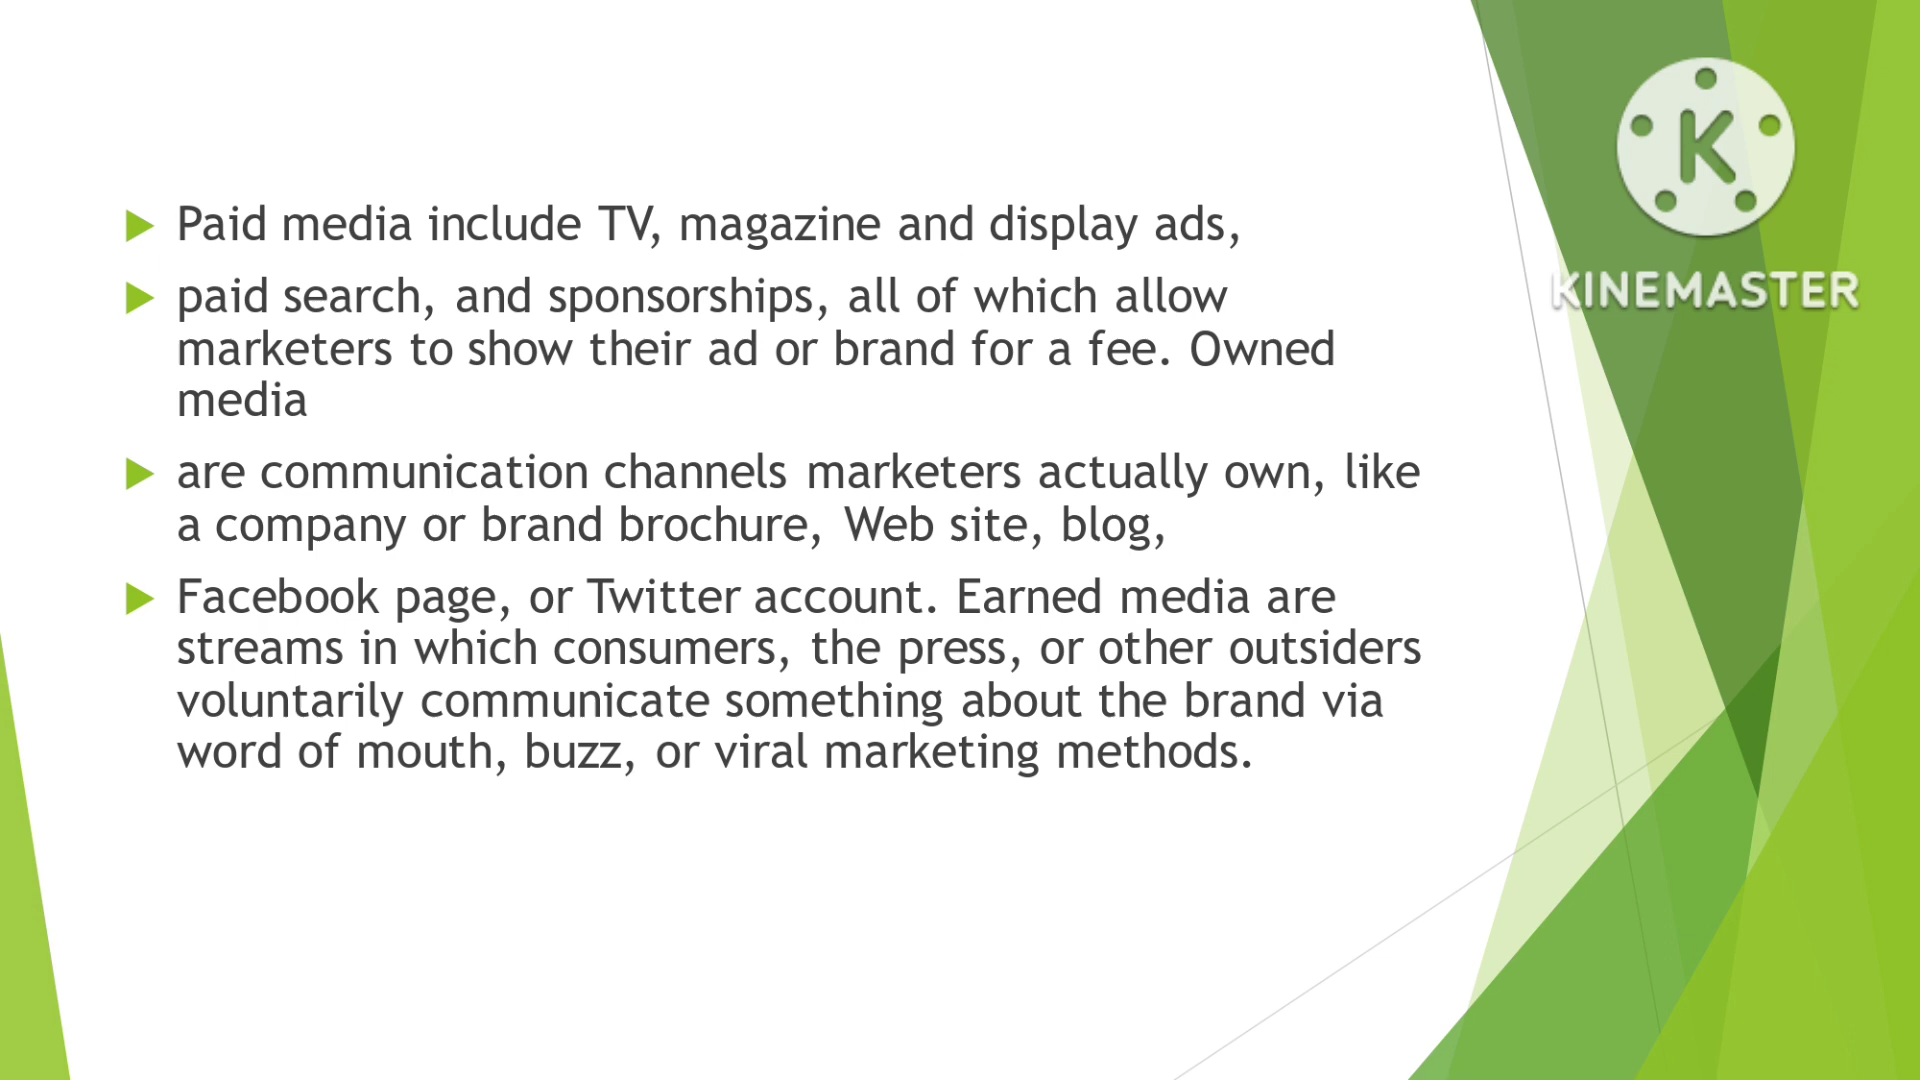 Paid media include TV, magazine and display ads,
paid search, and sponsorships, all of which allow
marketers to show their ad or brand for a fee. Owned
media
are communication channels marketers actually own, like
a company or brand brochure, Web site, blog,
Facebook page, or Twitter account. Earned media are
streams in which consumers, the press, or other outsiders
voluntarily communicate something about the brand via
word of mouth, buzz, or viral marketing methods.
K
KINEMASTER